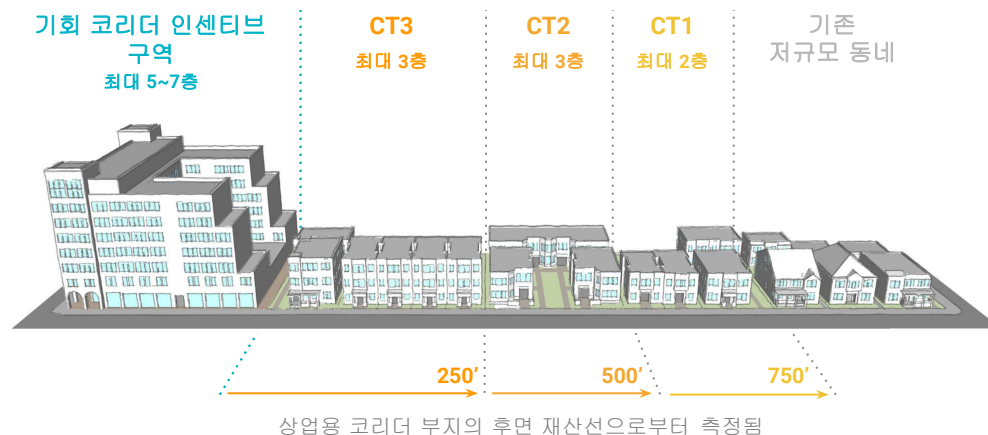 기회 코리더 인센티브
구역
최대 5~7층
CT3
최대 3층
CT2
최대 3층
CT1
최대 2층
기존
저규모 동네
250’
500’
750’
상업용 코리더 부지의 후면 재산선으로부터 측정됨